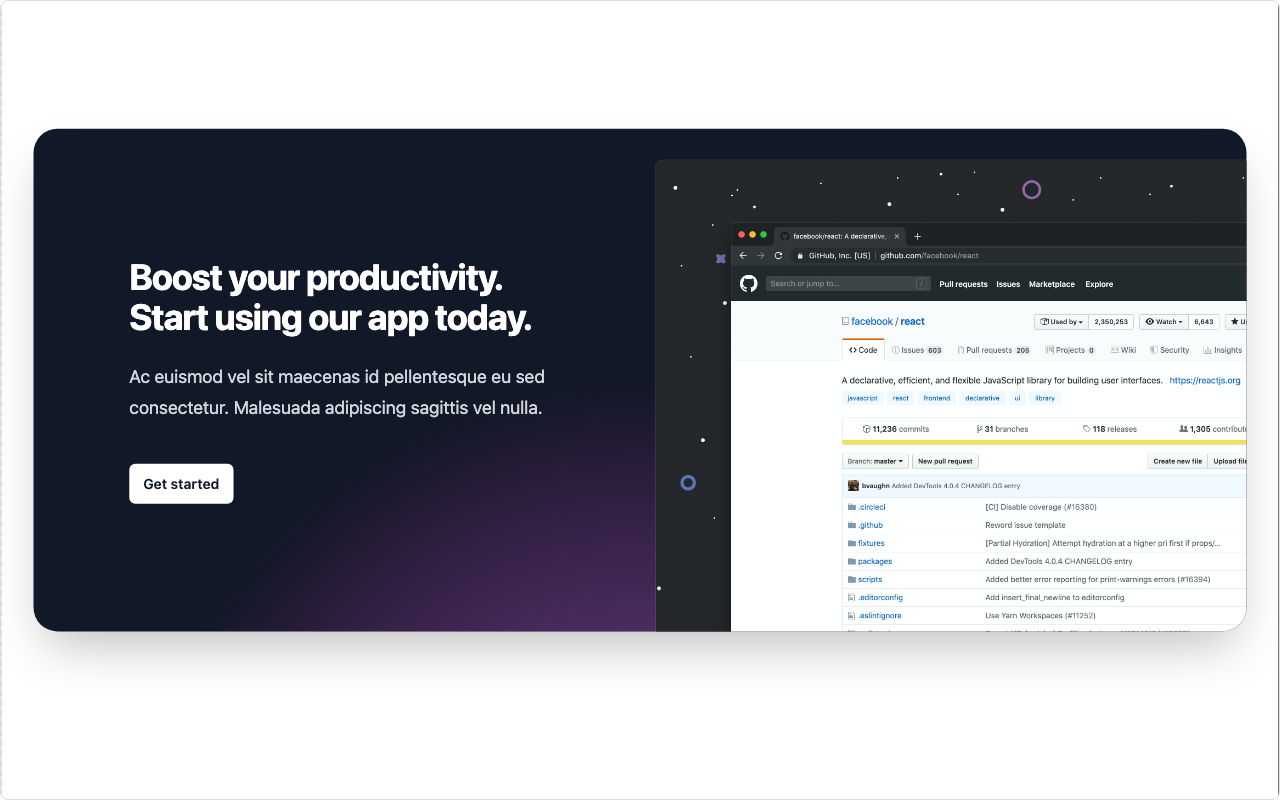 Boost your productivity.
Start using our app today.
Ac euismod vel sit maecenas id pellentesque eu sed
consectetur. Malesuada adipiscing sagittis vel nulla.
Get started
facebook/react: A declarative,
GitHub, Inc. [US] github.com/facebook/react
Search or jump to... / Pull requests Issues Marketplace Explore
facebook / react Used by 2,350,253 Watch 6,643
Code Issues 603 Pull requests 206 Projects 0 Wiki Security Insights
A declarative, efficient, and flexible JavaScript library for building user interfaces. https://reactjs.org
javascript react frontend declarative ui library
11,236 commits 31 branches 118 releases 1,305
Branch: master New pull request Create new file Upload
bvaughn Added DevTools 4.0.4 CHANGELOG entry
.circleci [CI] Disable coverage (#16380)
.github Reword issue template
fixtures [Partial Hydration] Attempt hydration at a higher pri first if props/...
packages Added DevTools 4.0.4 CHANGELOG entry
scripts Added better error reporting for print-warnings errors (#16394)
.editorconfig Add insert_final_newline to editorconfig
.eslintignore Use Yarn Workspaces (#11252)